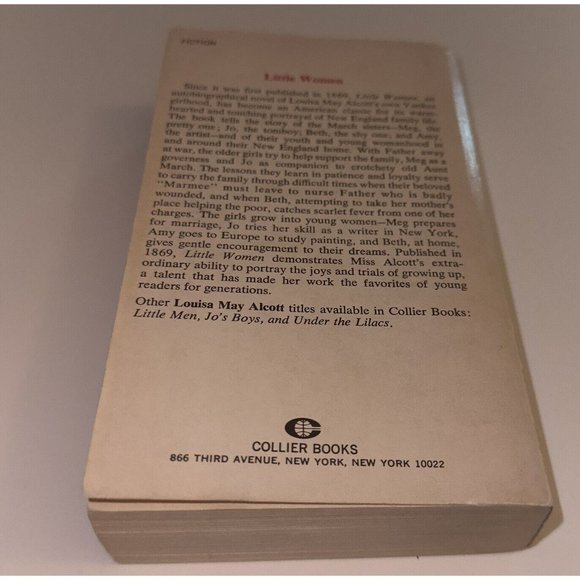 FICTION
Little Women
Since it was first published in 1869, Little Women, an
autobiographical novel of Louisa May Alcott's own Yankee
girlhood, has become an American classic for its warm-
hearted and touching portrayal of New England family life.
The book tells the story of the March sisters—Meg, the
pretty one; Jo, the tomboy; Beth, the shy one; and Amy,
the artist—and of their youth and young womanhood in
and around their New England home. With Father away
at war, the older girls try to help support the family, Meg as a
governess and Jo as companion to crotchety old Aunt
March. The lessons they learn in patience and loyalty serve
to carry the family through difficult times when their beloved
"Marmee" must leave to nurse Father who is badly
wounded, and when Beth, attempting to take her mother's
place helping the poor, catches scarlet fever from one of her
charges. The girls grow into young women—Meg prepares
for marriage, Jo tries her skill as a writer in New York,
Amy goes to Europe to study painting, and Beth, at home,
gives gentle encouragement to their dreams. Published in
1869, Little Women demonstrates Miss Alcott's extra-
ordinary ability to portray the joys and trials of growing up,
a talent that has made her work the favorites of young
readers for generations.
Other Louisa May Alcott titles available in Collier Books:
Little Men, Jo's Boys, and Under the Lilacs.
COLLIER BOOKS
866 THIRD AVENUE, NEW YORK, NEW YORK 10022